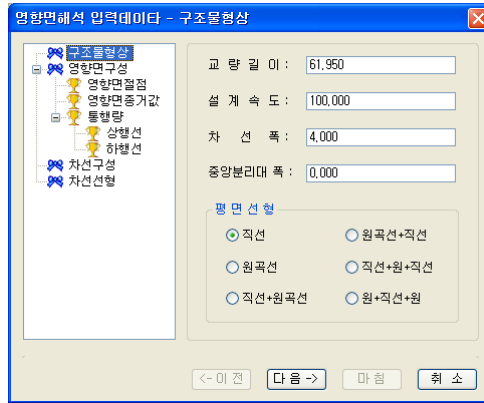 영향면해석 입력데이타 - 구조물형상
구조물형상
영향면구성
영향면절점
영향면종거값
통행량
상행선
하행선
차선구성
차선선형
교 량 길 이 : 61,950
설 계 속 도 : 100,000
차 선 폭 : 4,000
중앙분리대 폭 : 0,000
평 면 선 형
직선 원곡선+직선
원곡선 직선+원+직선
직선+원곡선 원+직선+원
<- 이 전 다 음 -> 마 침 취 소